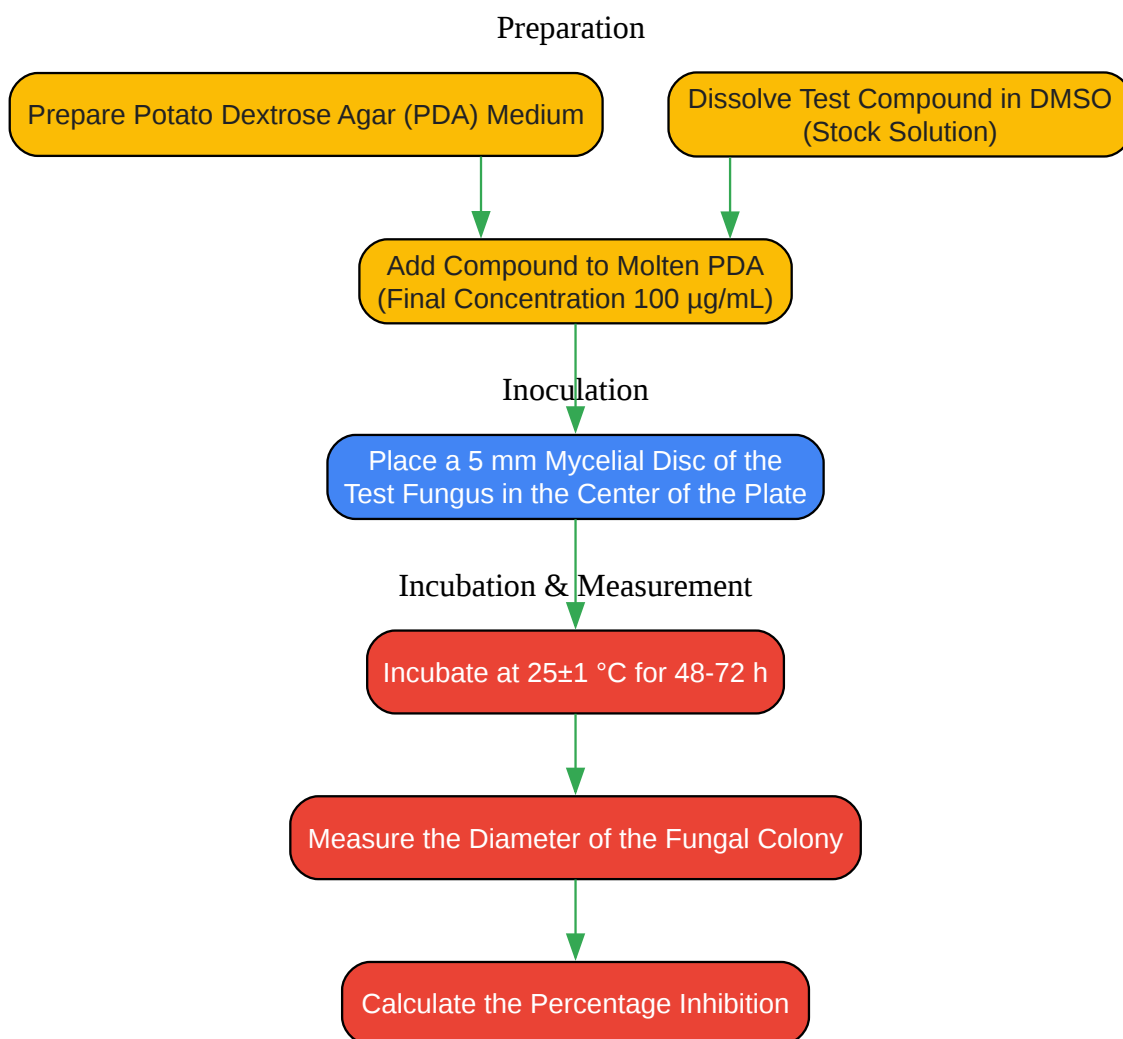 Preparation
Prepare Potato Dextrose Agar (PDA) Medium
Dissolve Test Compound in DMSO
(Stock Solution)
Add Compound to Molten PDA
(Final Concentration 100 µg/mL)
Inoculation
Place a 5 mm Mycelial Disc of the
Test Fungus in the Center of the Plate
Incubation & Measurement
Incubate at 25±1 °C for 48-72 h
Measure the Diameter of the Fungal Colony
Calculate the Percentage Inhibition